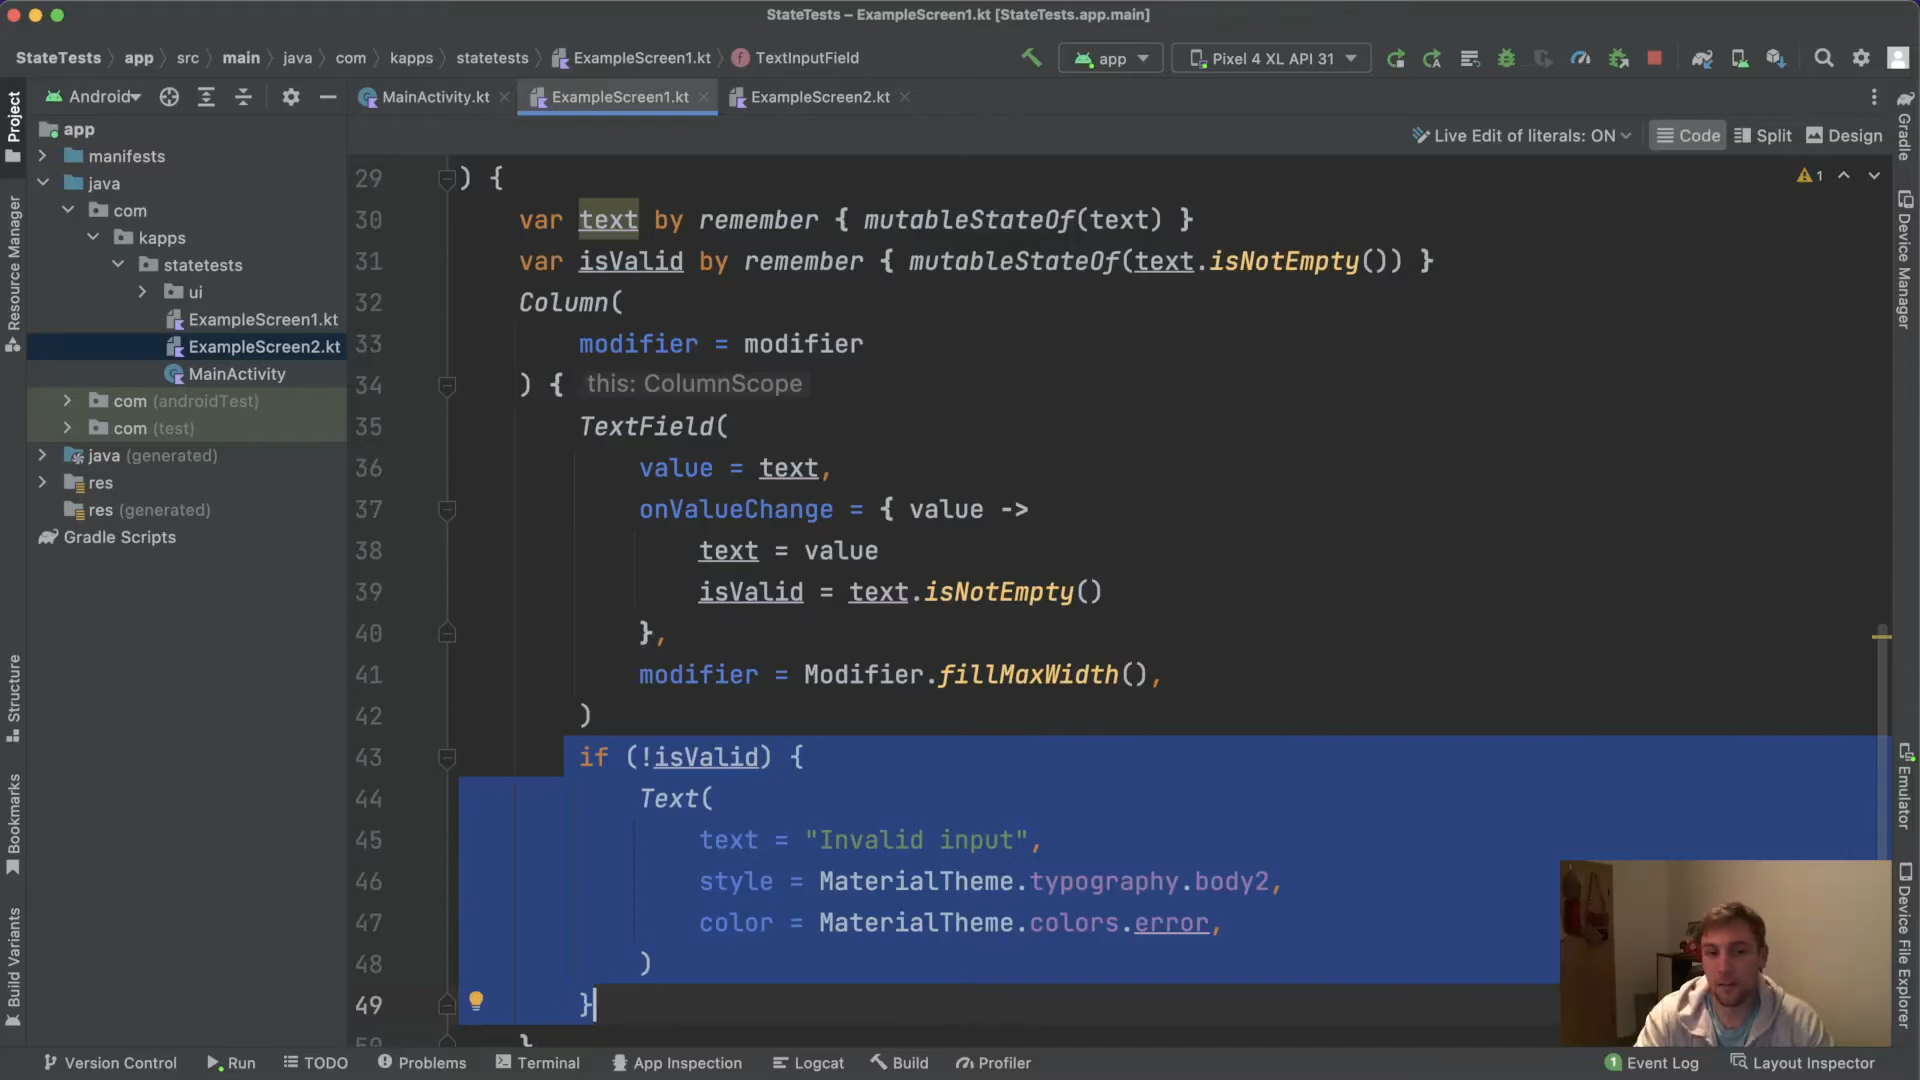 StateTests – ExampleScreen1.kt [StateTests.app.main]
StateTests app src main java com kapps statetests ExampleScreen1.kt TextInputField
app
Pixel 4 XL API 31
Android
MainActivity.kt
ExampleScreen1.kt
ExampleScreen2.kt
Live Edit of literals: ON
Code
Split
Design
Project
Resource Manager
Structure
Bookmarks
Build Variants
app
manifests
java
com
kapps
statetests
ui
ExampleScreen1.kt
ExampleScreen2.kt
MainActivity
com (androidTest)
com (test)
java (generated)
res
res (generated)
Gradle Scripts
1
29 ) {
30 var text by remember { mutableStateOf(text) }
31 var isValid by remember { mutableStateOf(text.isNotEmpty()) }
32 Column(
33 modifier = modifier
34 ) { this: ColumnScope
35 TextField(
36 value = text,
37 onValueChange = { value ->
38 text = value
39 isValid = text.isNotEmpty()
40 },
41 modifier = Modifier.fillMaxWidth(),
42 )
43 if (!isValid) {
44 Text(
45 text = "Invalid input",
46 style = MaterialTheme.typography.body2,
47 color = MaterialTheme.colors.error,
48 )
49 }
50 }
Gradle
Device Manager
Emulator
Device File Explorer
Version Control
Run
TODO
Problems
Terminal
App Inspection
Logcat
Build
Profiler
1 Event Log
Layout Inspector